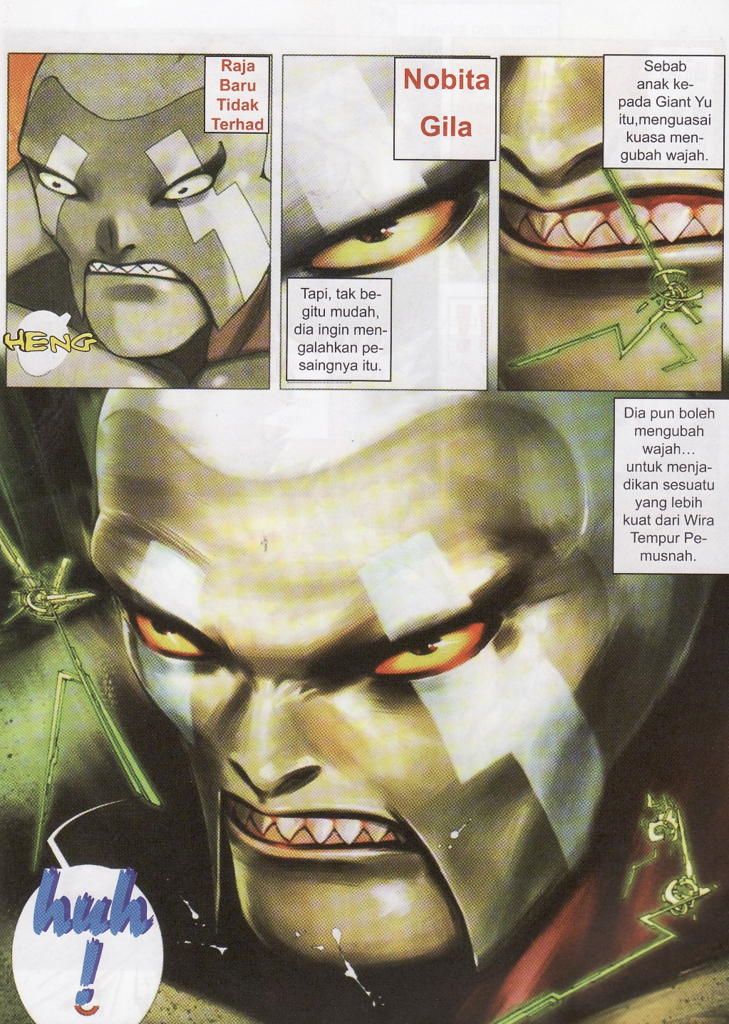 Raja
Baru
Tidak
Terhad
HENG
Nobita
Gila
Tapi, tak be-
gitu mudah,
dia ingin men-
galahkan pe-
saingnya itu.
Sebab
anak ke-
pada Giant Yu
itu,menguasai
kuasa men-
gubah wajah.
Dia pun boleh
mengubah
wajah...
untuk menja-
dikan sesuatu
yang lebih
kuat dari Wira
Tempur Pe-
musnah.
huh
!